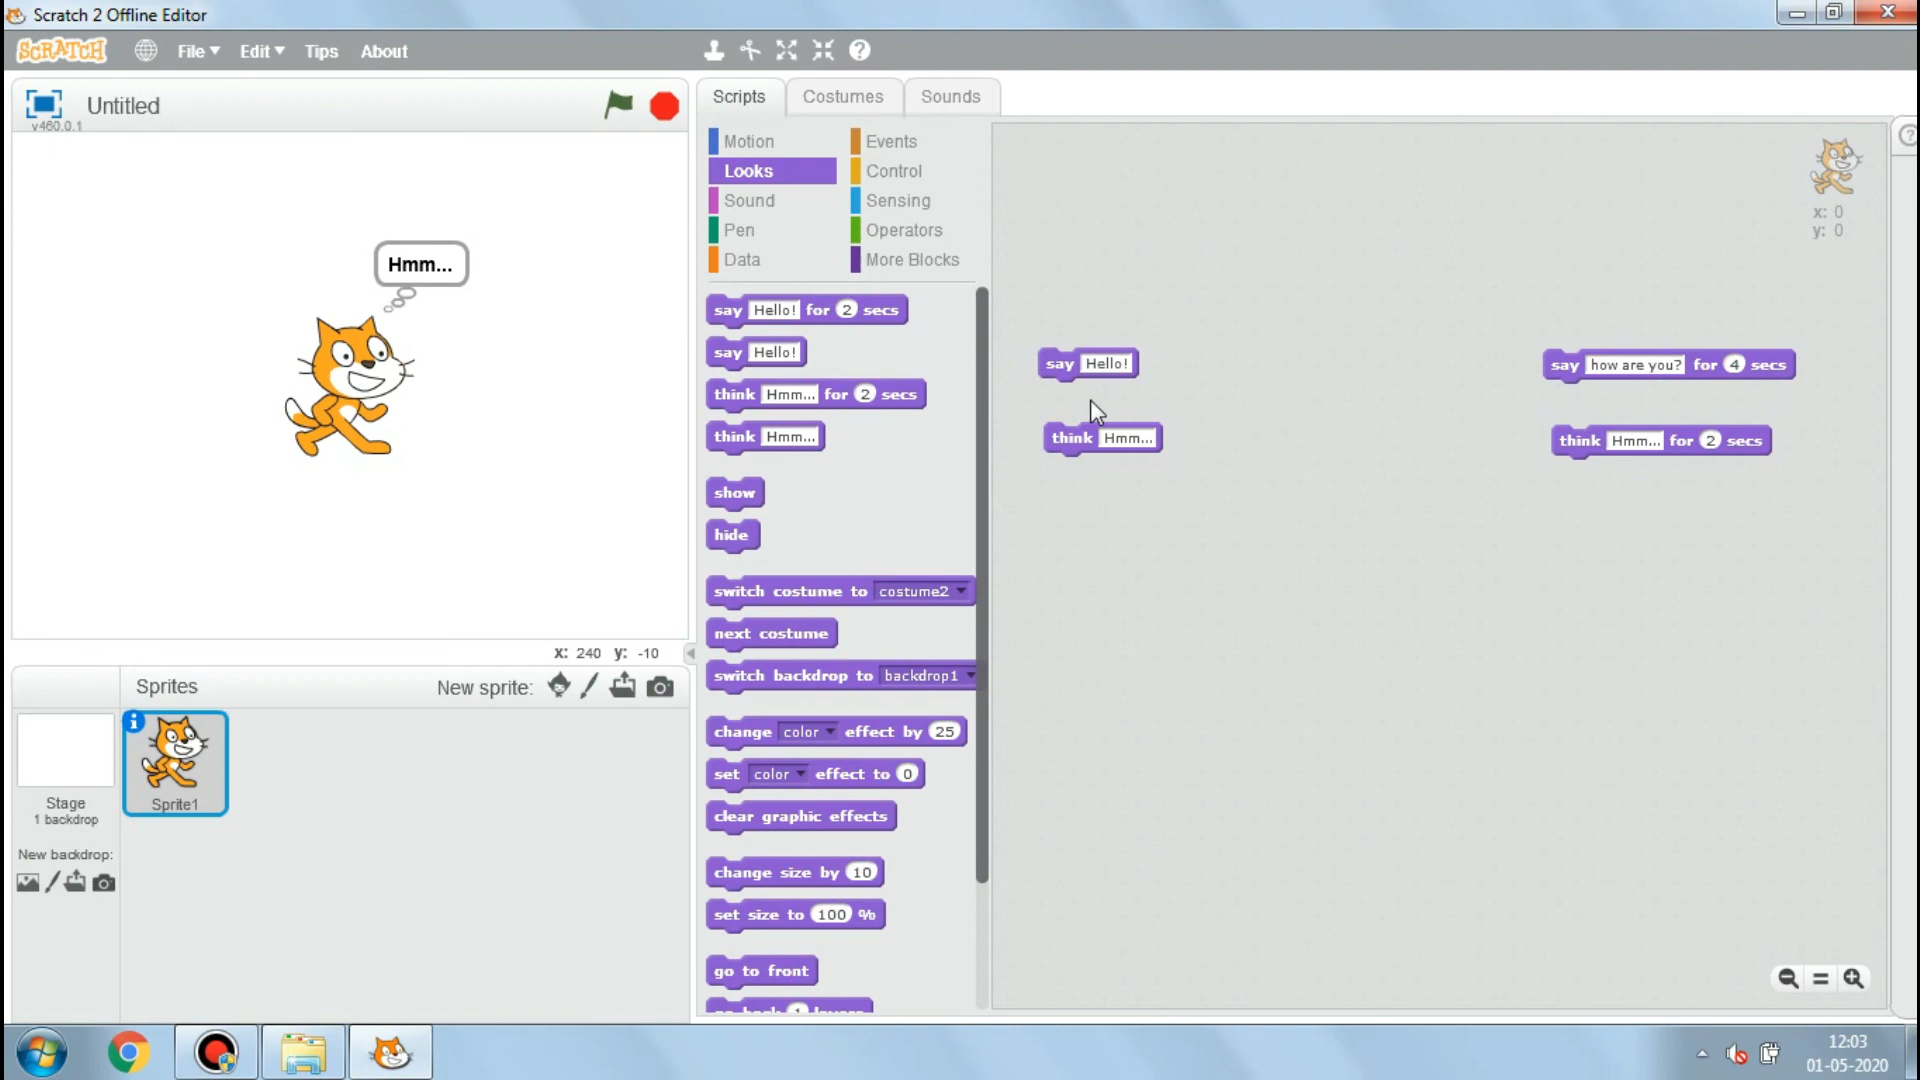 Scratch 2 Offline Editor
SCRATCH File Edit Tips About
Untitled
v460.0.1
Hmm...
x: 240 y: -10
Sprites New sprite:
Sprite1
Stage
1 backdrop
New backdrop:
Scripts Costumes Sounds
Motion Events
Looks Control
Sound Sensing
Pen Operators
Data More Blocks
say Hello! for 2 secs
say Hello!
think Hmm... for 2 secs
think Hmm...
show
hide
switch costume to costume2
next costume
switch backdrop to backdrop1
change color effect by 25
set color effect to 0
clear graphic effects
change size by 10
set size to 100 %
go to front
say Hello!
think Hmm...
say how are you? for 4 secs
think Hmm... for 2 secs
x: 0
y: 0
12:03
01-05-2020